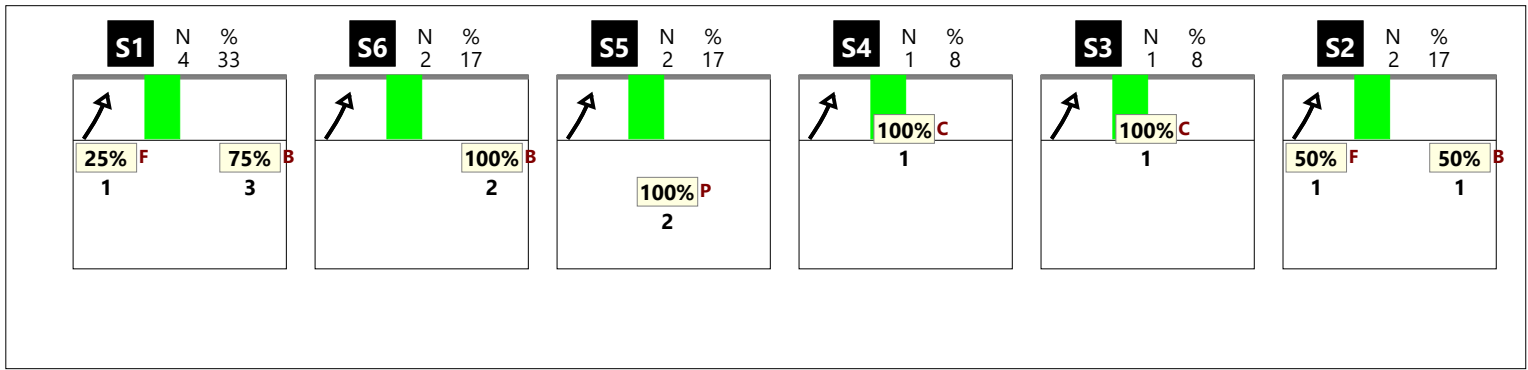 S1 N % 4 33
25% F 75% B
1 3
S6 N % 2 17
100% B
2
S5 N % 2 17
100% P
2
S4 N % 1 8
100% C
1
S3 N % 1 8
100% C
1
S2 N % 2 17
50% F 50% B
1 1